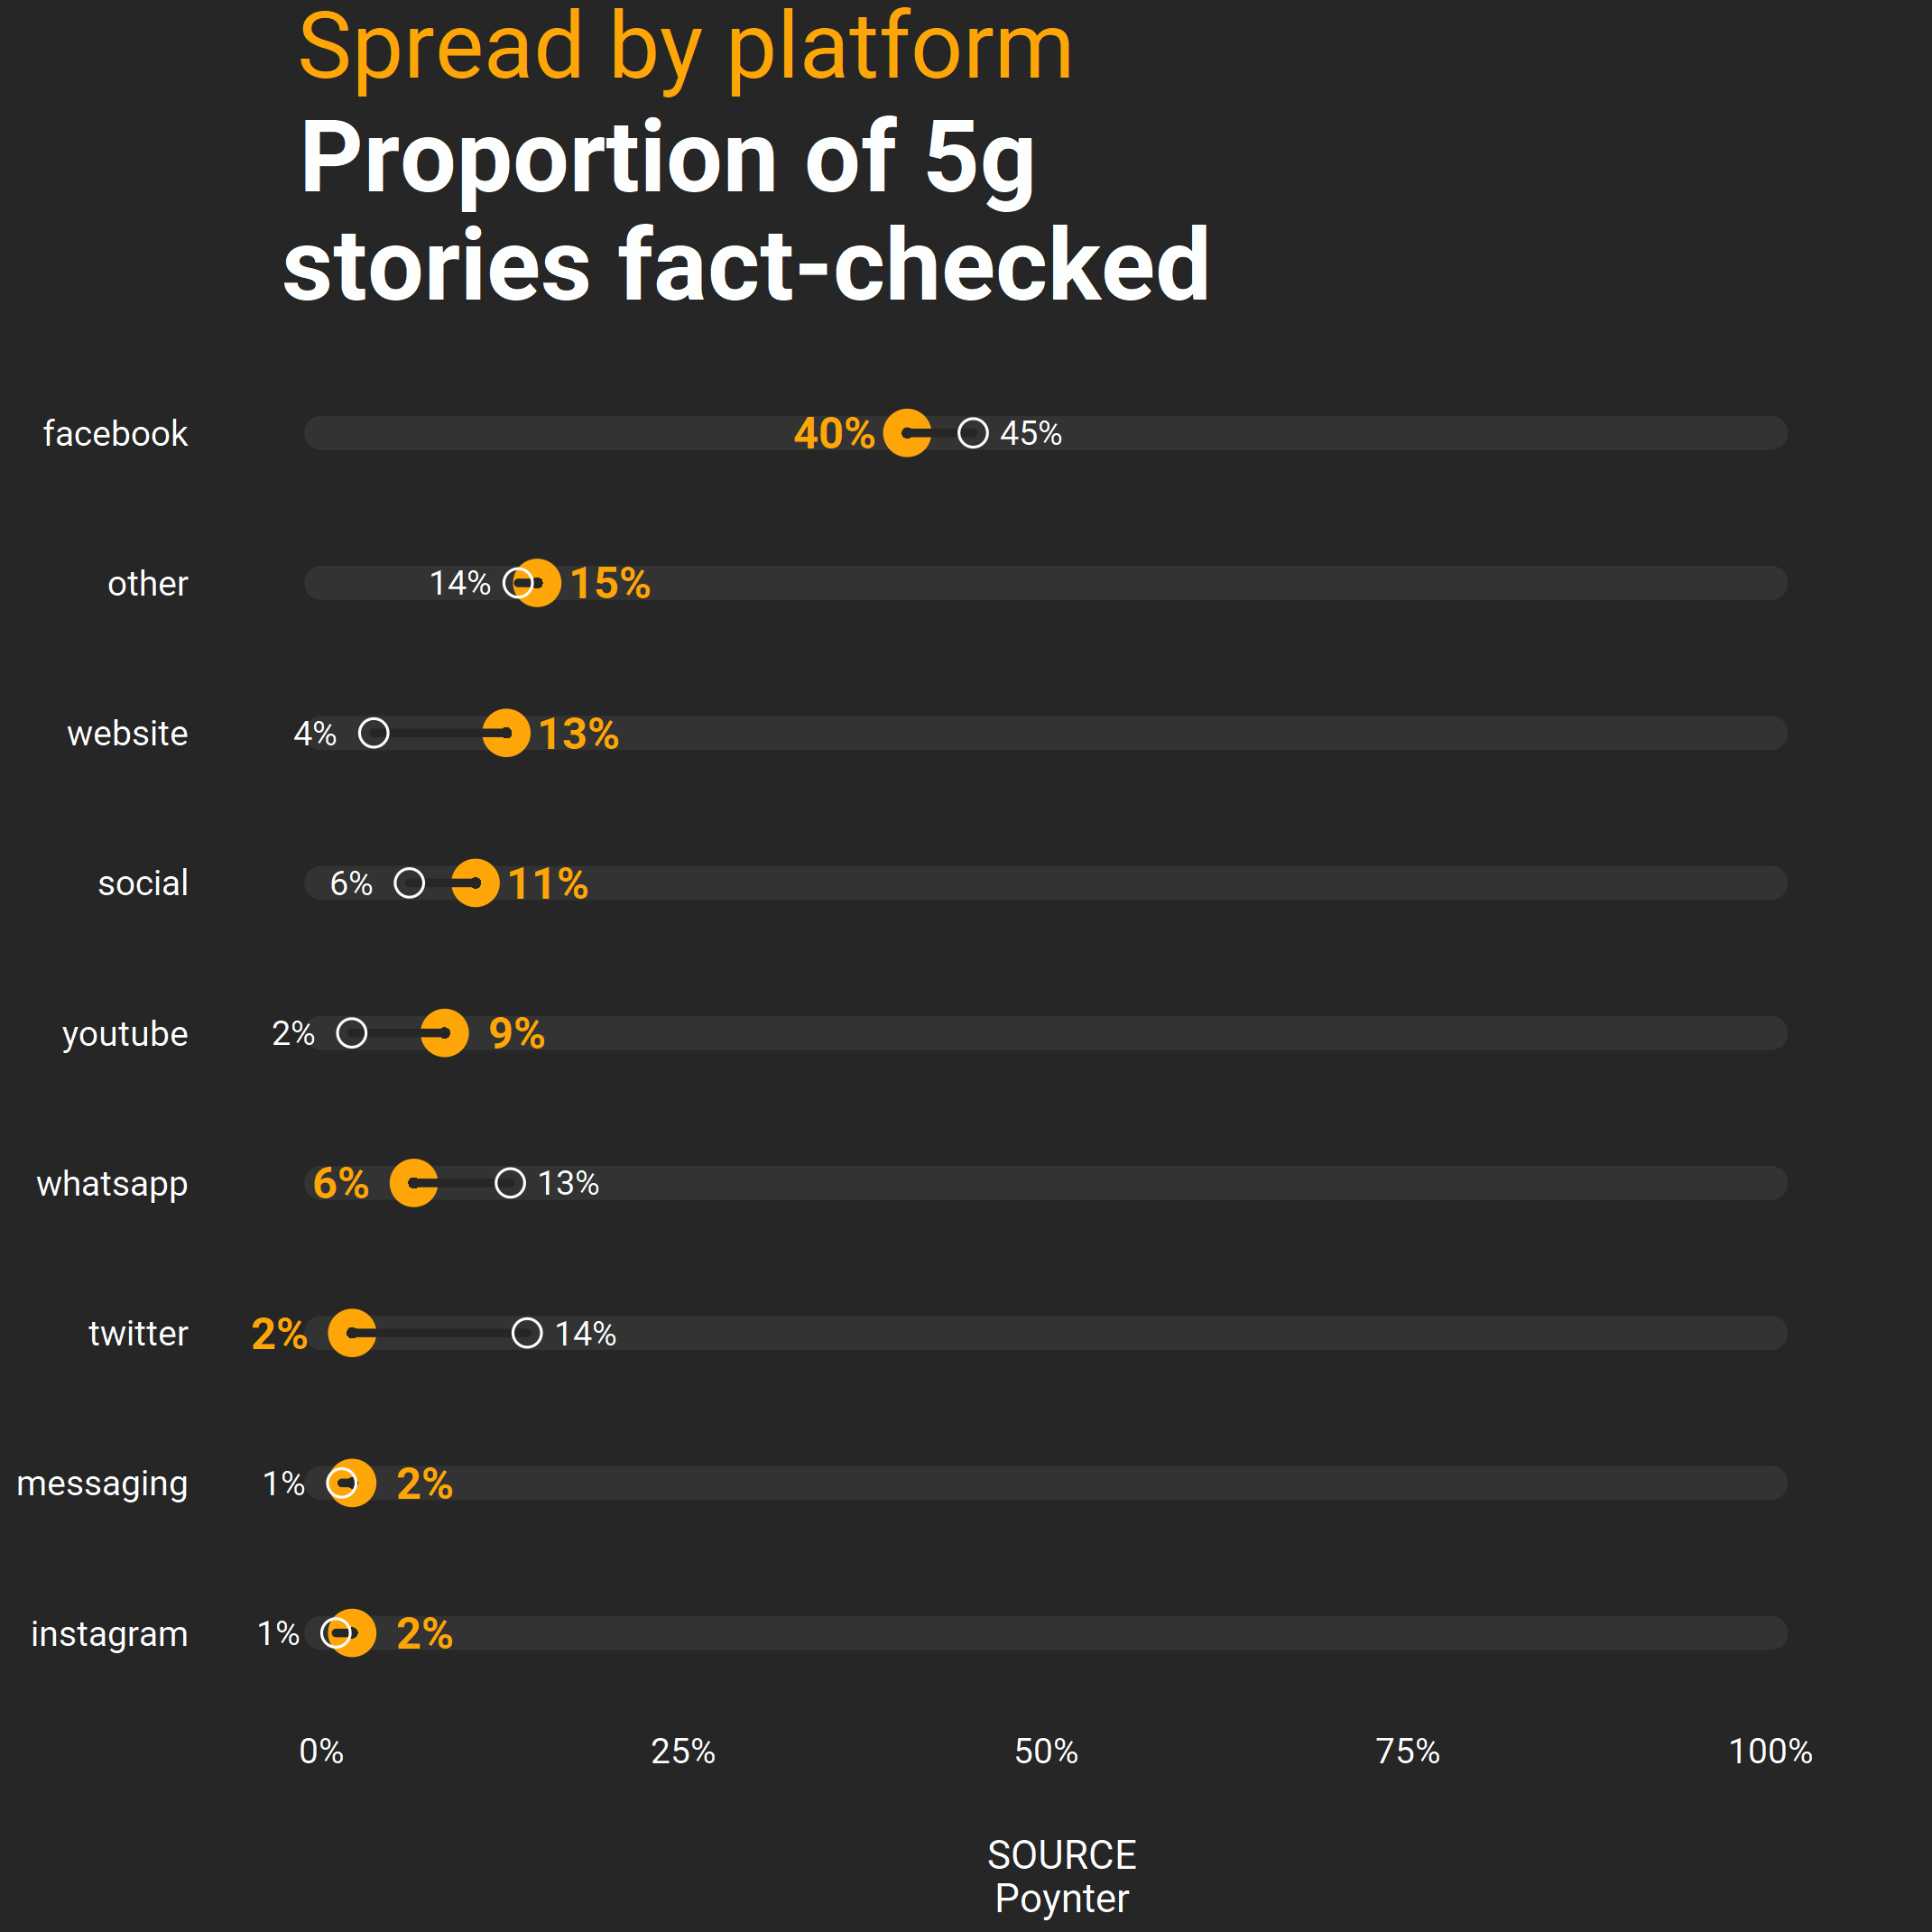 Spread by platform
Proportion of 5g
stories fact-checked
facebook 40% 45%
other 14% 15%
website 4% 13%
social 6% 11%
youtube 2% 9%
whatsapp 6% 13%
twitter 2% 14%
messaging 1% 2%
instagram 1% 2%
0% 25% 50% 75% 100%
SOURCE
Poynter